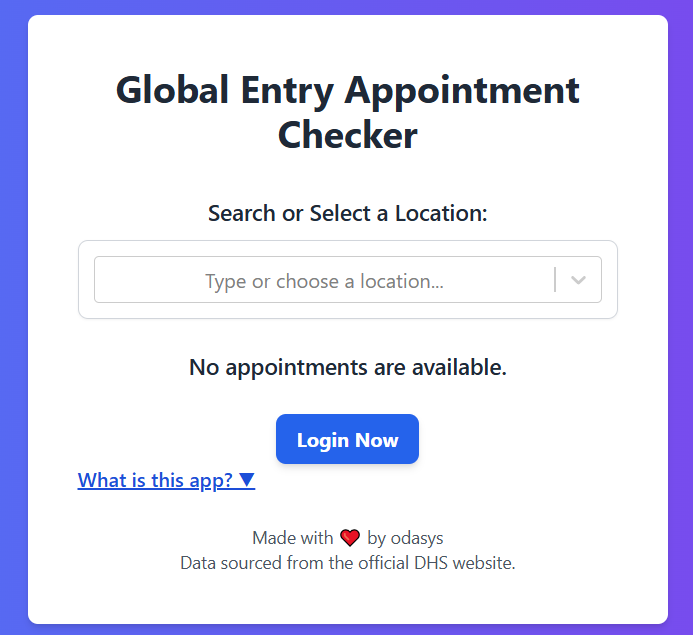 Global Entry Appointment
Checker
Search or Select a Location:
Type or choose a location...
No appointments are available.
Login Now
What is this app? ▼
Made with ❤️ by odasys
Data sourced from the official DHS website.